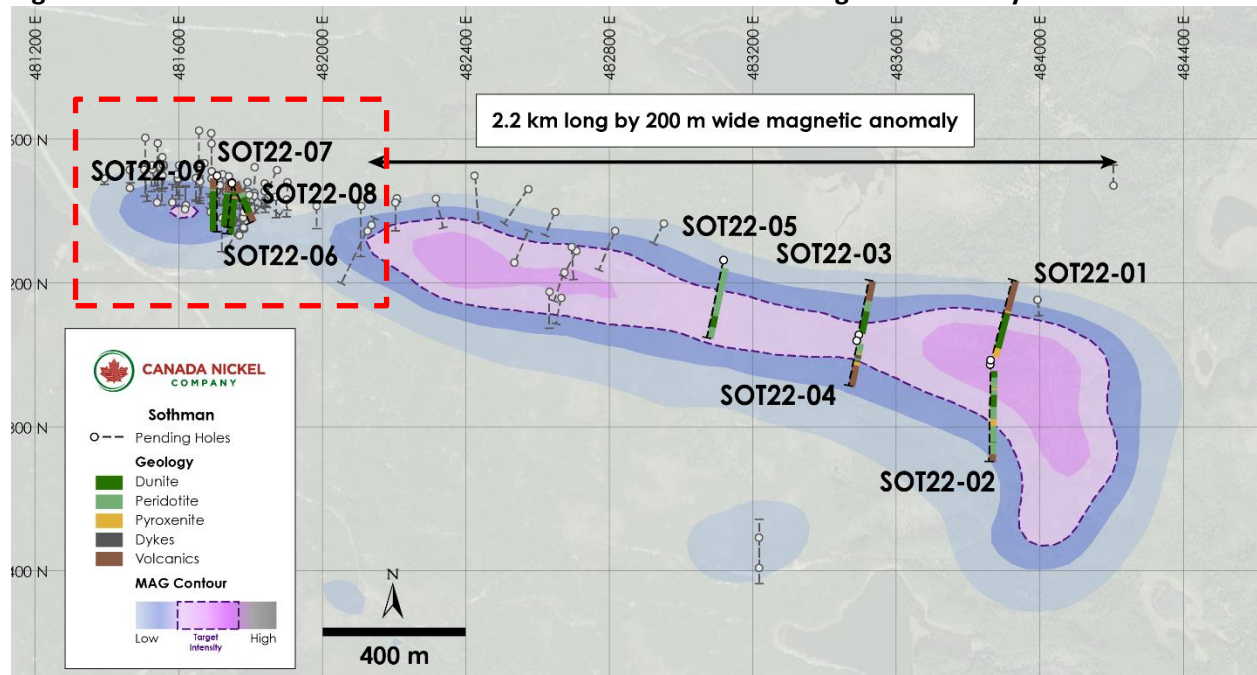 481200 E
481600 E
482000 E
482400 E
482800 E
483200 E
483600 E
484000 E
484400 E
2.2 km long by 200 m wide magnetic anomaly
600 N
SOT22-07
SOT22-09
SOT22-08
SOT22-06
SOT22-05
SOT22-03
SOT22-01
200 N
SOT22-04
SOT22-02
800 N
400 N
CANADA NICKEL
COMPANY
Sothman
Pending Holes
Geology
Dunite
Peridotite
Pyroxenite
Dykes
Volcanics
MAG Contour
Low
Target
Intensity
High
N
400 m